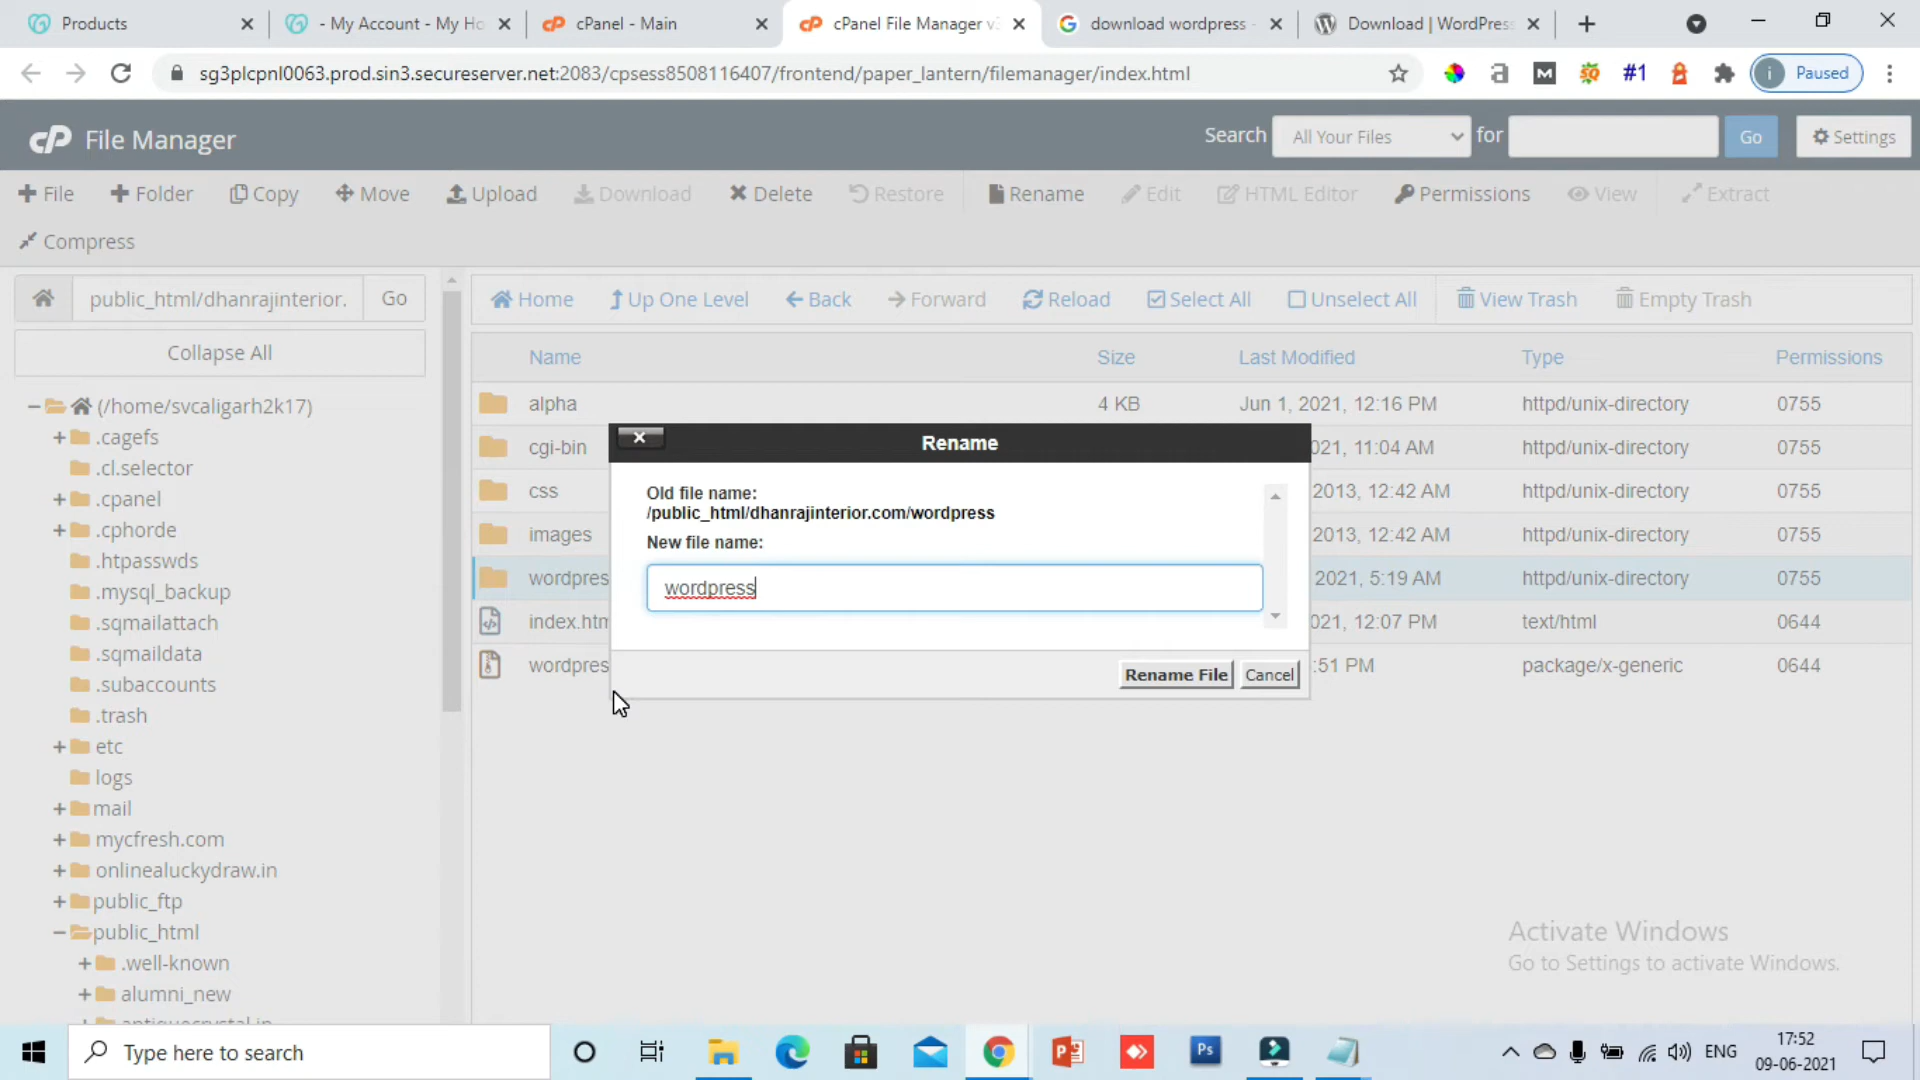 Products
- My Account - My Ho
cPanel - Main
cPanel File Manager v3
download wordpress -
Download | WordPress
sg3plcpnl0063.prod.sin3.secureserver.net:2083/cpsess8508116407/frontend/paper_lantern/filemanager/index.html
#1
Paused
cP File Manager
Search All Your Files for Go Settings
File Folder Copy Move Upload Download Delete Restore Rename Edit HTML Editor Permissions View Extract
Compress
public_html/dhanrajinterior. Go
Home Up One Level Back Forward Reload Select All Unselect All View Trash Empty Trash
Collapse All
Name Size Last Modified Type Permissions
(/home/svcaligarh2k17)
.cagefs
.cl.selector
.cpanel
.cphorde
.htpasswds
.mysql_backup
.sqmailattach
.sqmaildata
.subaccounts
.trash
etc
logs
mail
mycfresh.com
onlinealuckydraw.in
public_ftp
public_html
.well-known
alumni_new
alpha 4 KB Jun 1, 2021, 12:16 PM httpd/unix-directory 0755
cgi-bin 021, 11:04 AM httpd/unix-directory 0755
css 2013, 12:42 AM httpd/unix-directory 0755
images 2013, 12:42 AM httpd/unix-directory 0755
wordpres 2021, 5:19 AM httpd/unix-directory 0755
index.htm 021, 12:07 PM text/html 0644
wordpres :51 PM package/x-generic 0644
Rename
Old file name:
/public_html/dhanrajinterior.com/wordpress
New file name:
wordpress
Rename File Cancel
Activate Windows
Go to Settings to activate Windows.
Type here to search
Ps
ENG
17:52
09-06-2021